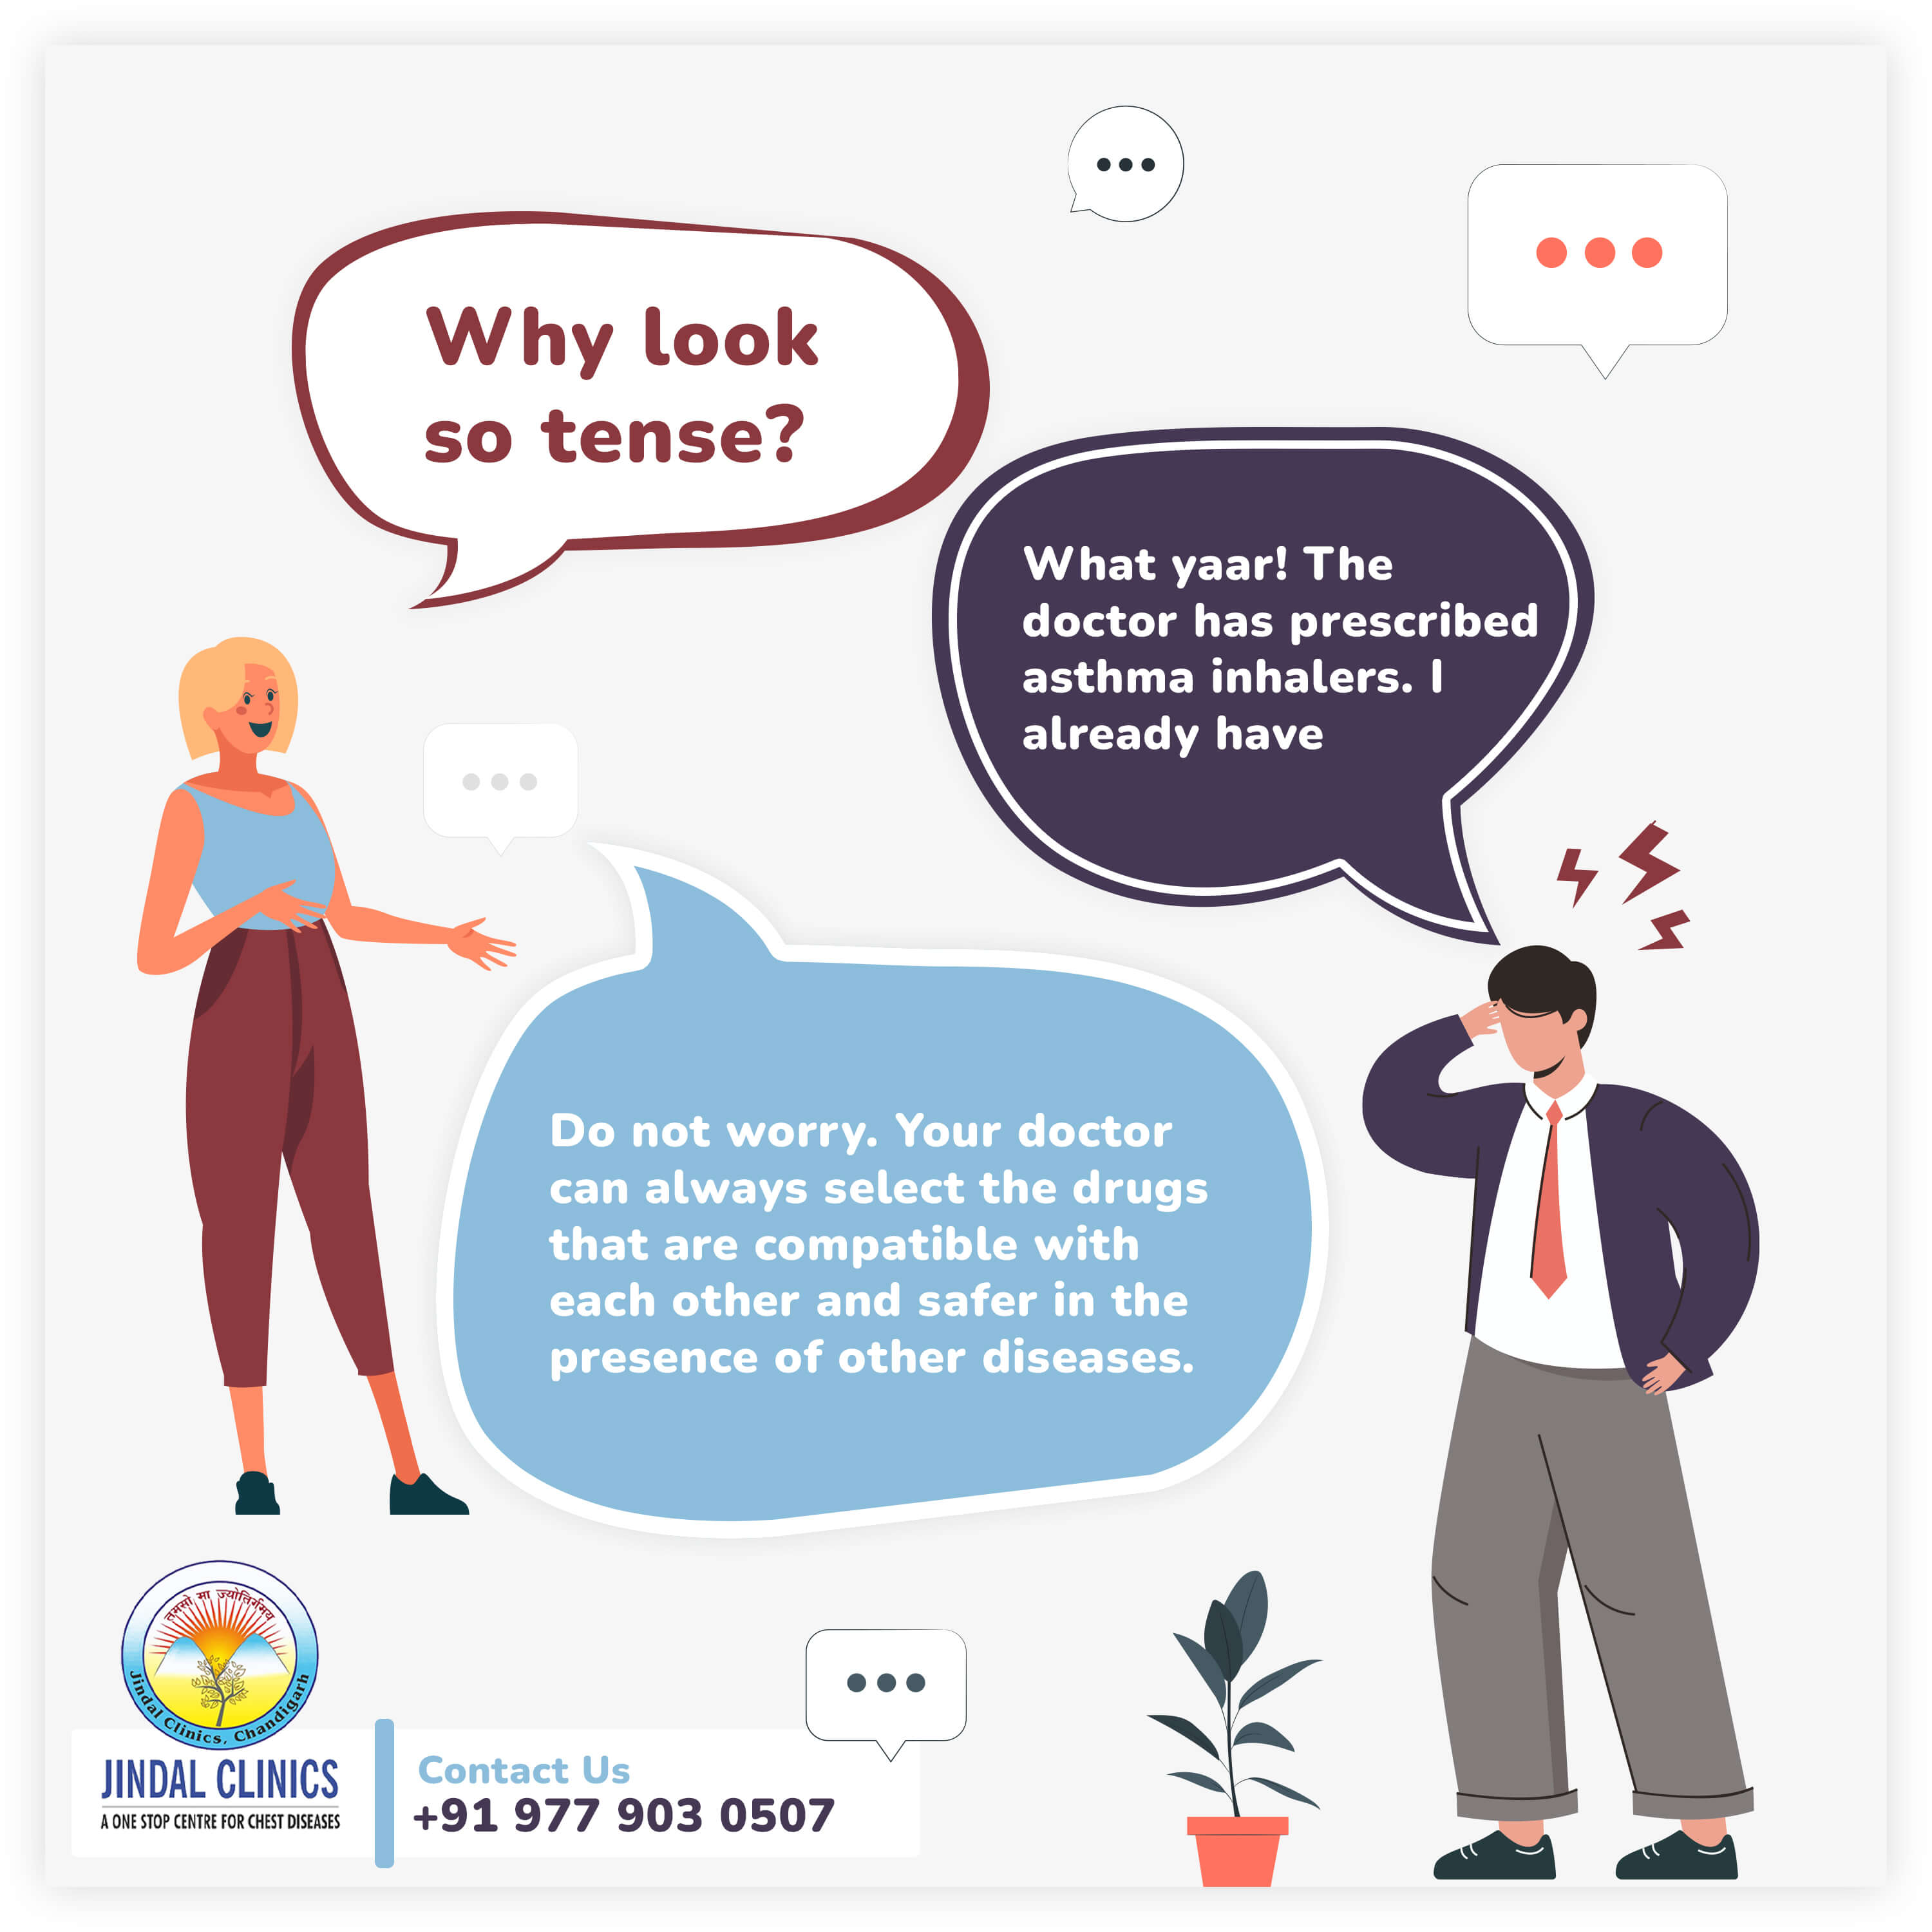 Why look
so tense?
What yaar! The
doctor has prescribed
asthma inhalers. I
already have
Do not worry. Your doctor
can always select the drugs
that are compatible with
each other and safer in the
presence of other diseases.
तमसो मा ज्योतिर्गमय
Jindal Clinics, Chandigarh
JINDAL CLINICS
A ONE STOP CENTRE FOR CHEST DISEASES
Contact Us
+91 977 903 0507